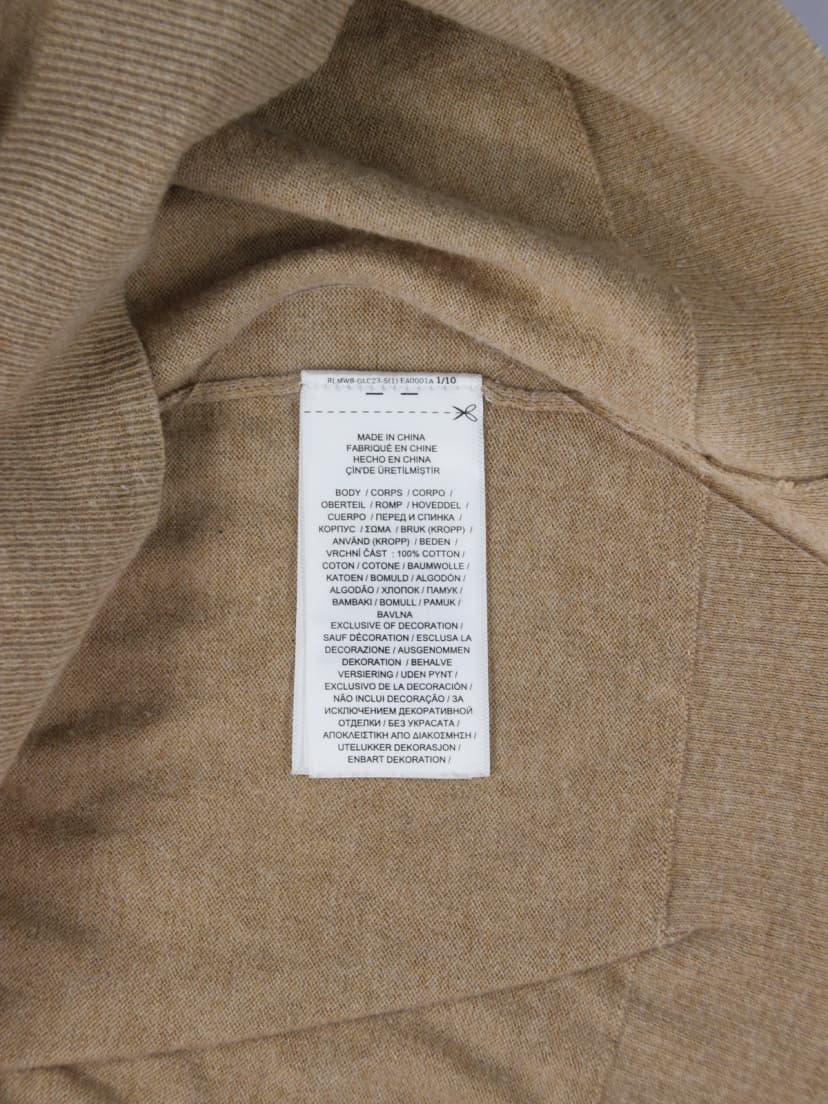 RLMWB-GLC23-S(1) EA0001A 1/10
MADE IN CHINA
FABRIQUÉ EN CHINE
HECHO EN CHINA
ÇİN'DE ÜRETİLMİŞTİR
BODY / CORPS / CORPO /
OBERTEIL / ROMP / HOVEDDEL /
CUERPO / ПЕРЕД И СПИНКА /
КОРПУС / ΣΩΜΑ / BRUK (KROPP) /
ANVÄND (KROPP) / BEDEN /
VRCHNÍ ČÁST : 100% COTTON /
COTON / COTONE / BAUMWOLLE /
KATOEN / BOMULD / ALGODÓN /
ALGODÃO / ХЛОПОК / ПАМУК /
ΒΑΜΒΑΚΙ / BOMULL / PAMUK /
BAVLNA
EXCLUSIVE OF DECORATION /
SAUF DÉCORATION / ESCLUSA LA
DECORAZIONE / AUSGENOMMEN
DEKORATION / BEHALVE
VERSIERING / UDEN PYNT /
EXCLUSIVO DE LA DECORACIÓN /
NÃO INCLUI DECORAÇÃO / ЗА
ИСКЛЮЧЕНИЕМ ДЕКОРАТИВНОЙ
ОТДЕЛКИ / БЕЗ УКРАСАТА /
ΑΠΟΚΛΕΙΣΤΙΚΗ ΑΠΟ ΔΙΑΚΟΣΜΗΣΗ /
UTELUKKER DEKORASJON /
ENBART DEKORATION /